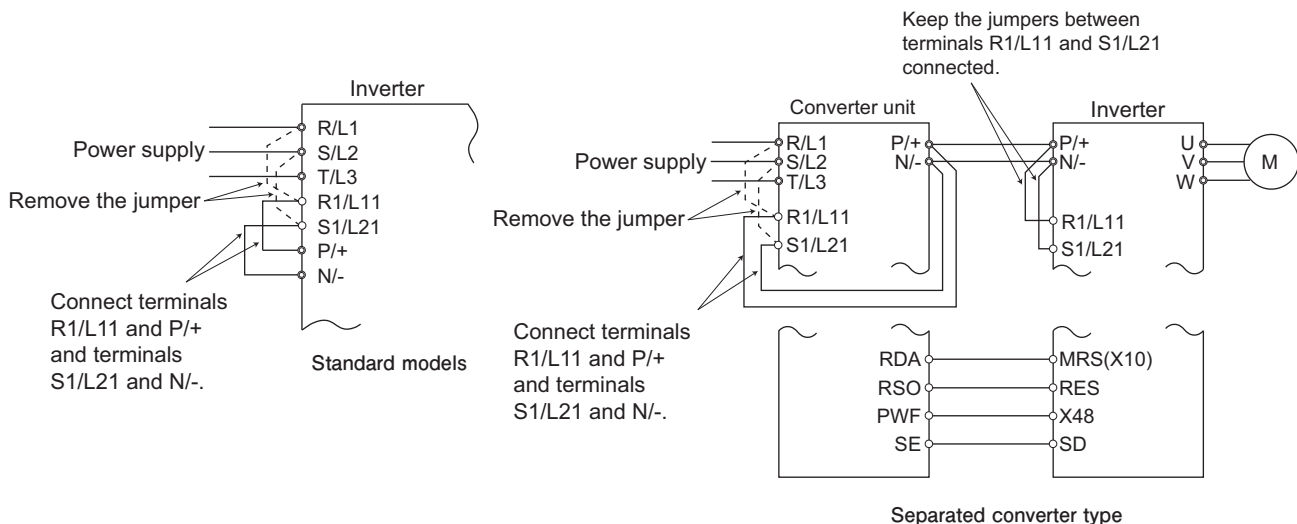 Inverter
R/L1
Power supply
S/L2
T/L3
Remove the jumper
R1/L11
S1/L21
P/+
N/-
Connect terminals
R1/L11 and P/+
and terminals
S1/L21 and N/-.
Standard models
Keep the jumpers between
terminals R1/L11 and S1/L21
connected.
Converter unit
Inverter
R/L1
P/+
P/+
U
Power supply
S/L2
N/-
N/-
V
M
T/L3
W
Remove the jumper
R1/L11
R1/L11
S1/L21
S1/L21
Connect terminals
R1/L11 and P/+
and terminals
S1/L21 and N/-.
RDA
MRS(X10)
RSO
RES
PWF
X48
SE
SD
Separated converter type